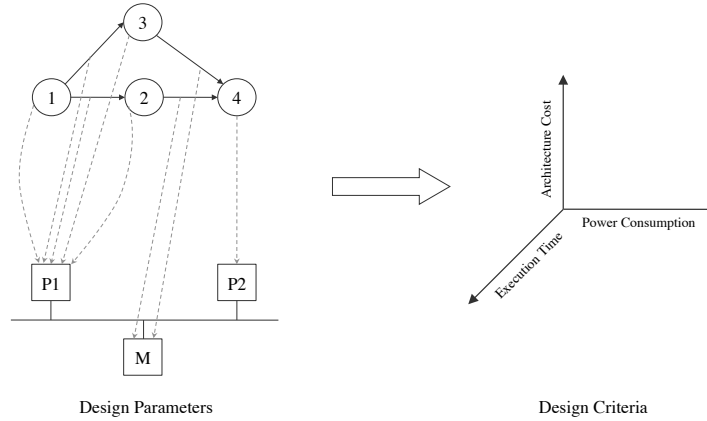 3
1
2
4
P1
P2
M
Design Parameters
Architecture Cost
Power Consumption
Execution Time
Design Criteria